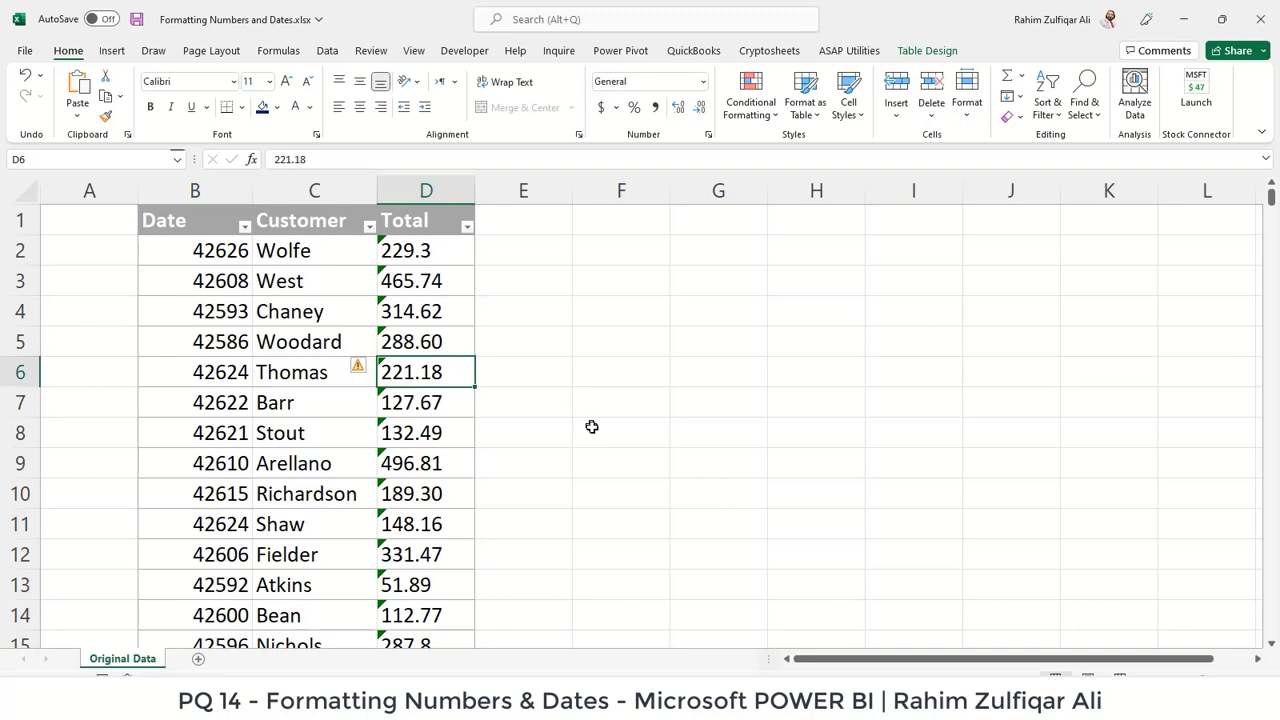 AutoSave Off Formatting Numbers and Dates.xlsx Search (Alt+Q) Rahim Zulfiqar Ali
File Home Insert Draw Page Layout Formulas Data Review View Developer Help Inquire Power Pivot QuickBooks Cryptosheets ASAP Utilities Table Design Comments Share
Calibri 11 Wrap Text General
Paste B I U Merge & Center $ % Conditional Formatting Format as Table Cell Styles Insert Delete Format Sort & Filter Find & Select Analyze Data MSFT $ 47 Launch
Undo Clipboard Font Alignment Number Styles Cells Editing Analysis Stock Connector
D6 fx 221.18
A B C D E F G H I J K L
1 Date Customer Total
2 42626 Wolfe 229.3
3 42608 West 465.74
4 42593 Chaney 314.62
5 42586 Woodard 288.60
6 42624 Thomas 221.18
7 42622 Barr 127.67
8 42621 Stout 132.49
9 42610 Arellano 496.81
10 42615 Richardson 189.30
11 42624 Shaw 148.16
12 42606 Fielder 331.47
13 42592 Atkins 51.89
14 42600 Bean 112.77
15 42596 Nichols 287.8
Original Data
PQ 14 - Formatting Numbers & Dates - Microsoft POWER BI | Rahim Zulfiqar Ali